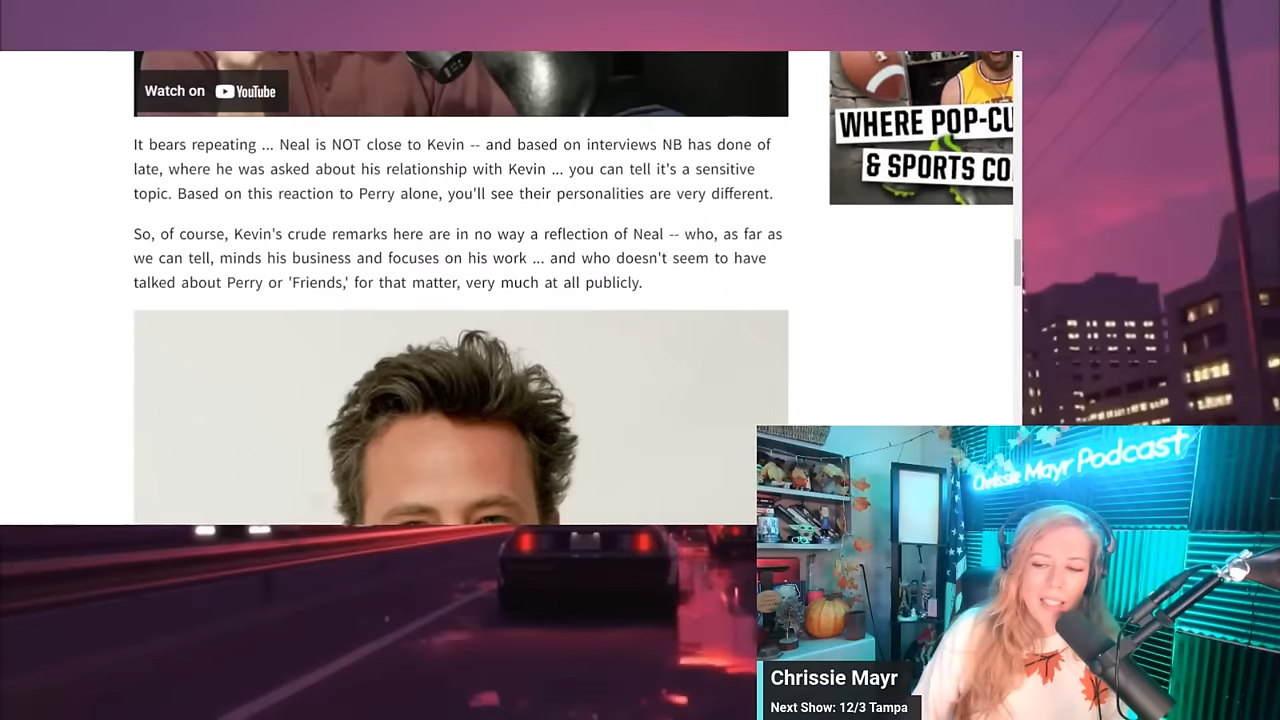 Watch on YouTube
WHERE POP-CU
& SPORTS CO
It bears repeating ... Neal is NOT close to Kevin -- and based on interviews NB has done of
late, where he was asked about his relationship with Kevin ... you can tell it's a sensitive
topic. Based on this reaction to Perry alone, you'll see their personalities are very different.
So, of course, Kevin's crude remarks here are in no way a reflection of Neal -- who, as far as
we can tell, minds his business and focuses on his work ... and who doesn't seem to have
talked about Perry or 'Friends,' for that matter, very much at all publicly.
Chrissie Mayr Podcast
Chrissie Mayr
Next Show: 12/3 Tampa